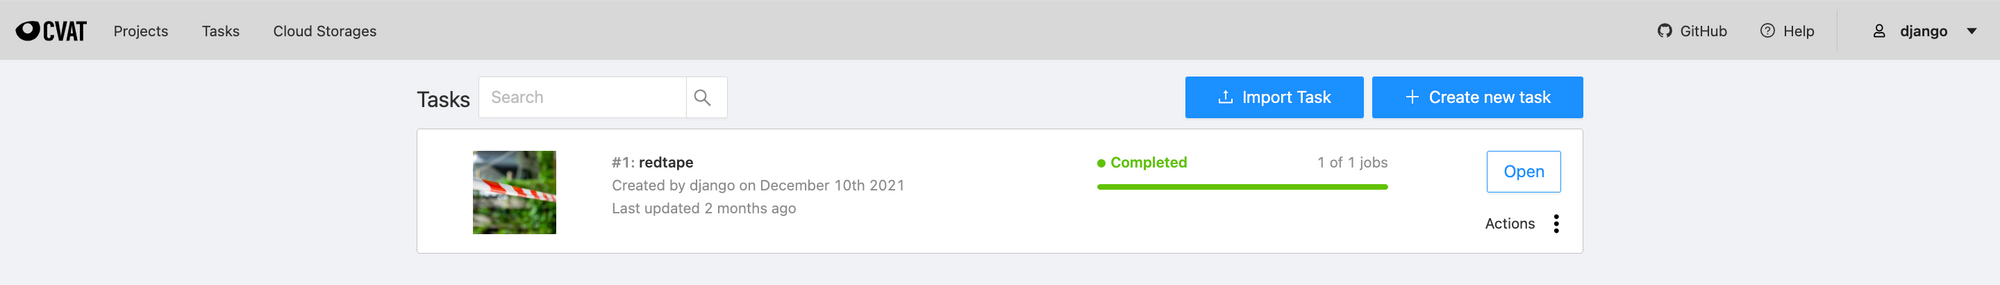 CVAT Projects Tasks Cloud Storages GitHub Help django
Tasks Search Import Task Create new task
#1: redtape Completed 1 of 1 jobs Open
Created by django on December 10th 2021
Last updated 2 months ago
Actions